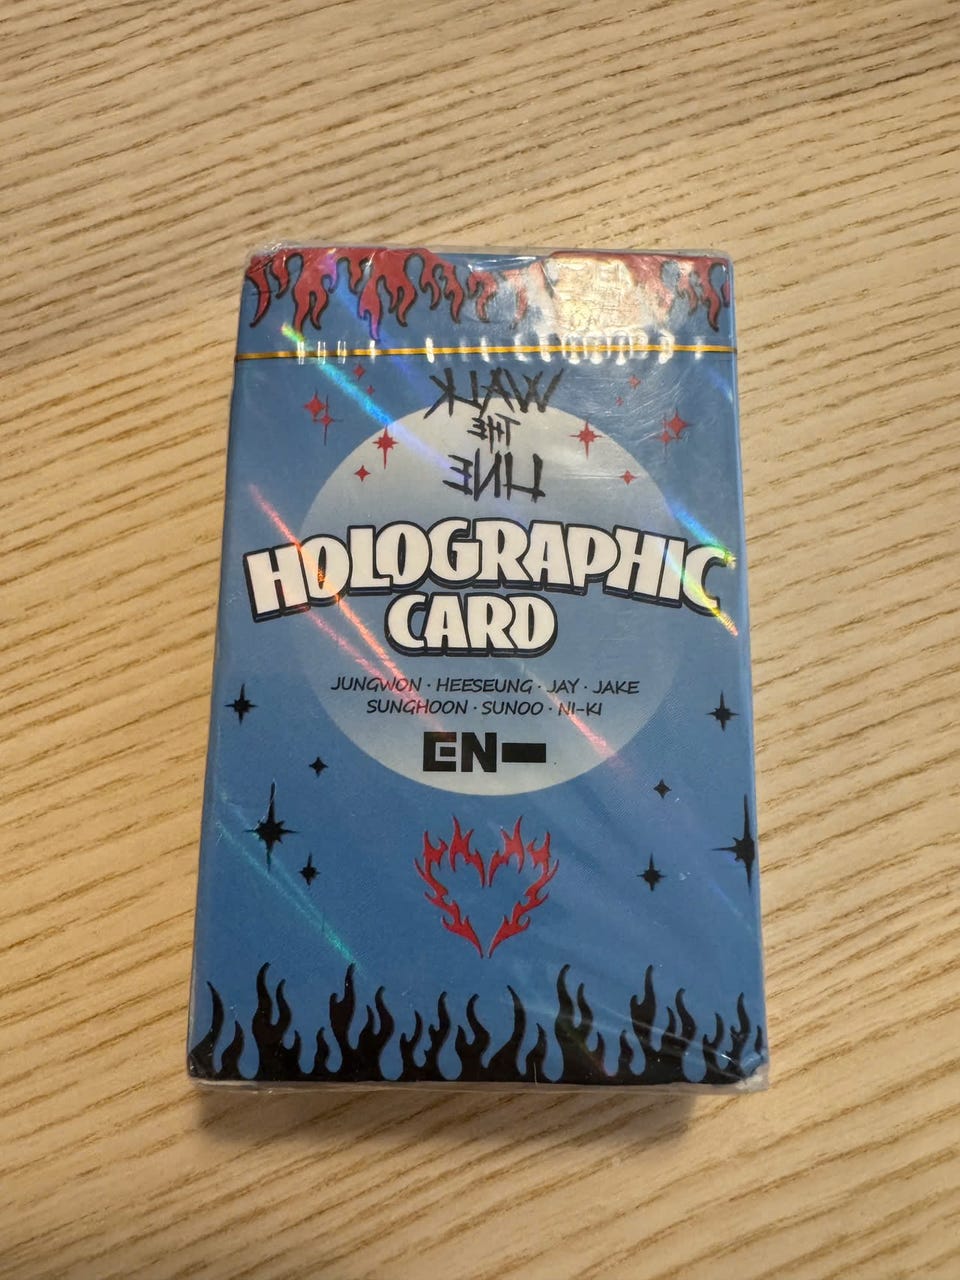 WALK
THE
LINE
HOLOGRAPHIC
CARD
JUNGWON · HEESEUNG · JAY · JAKE
SUNGHOON · SUNOO · NI-KI
EN-